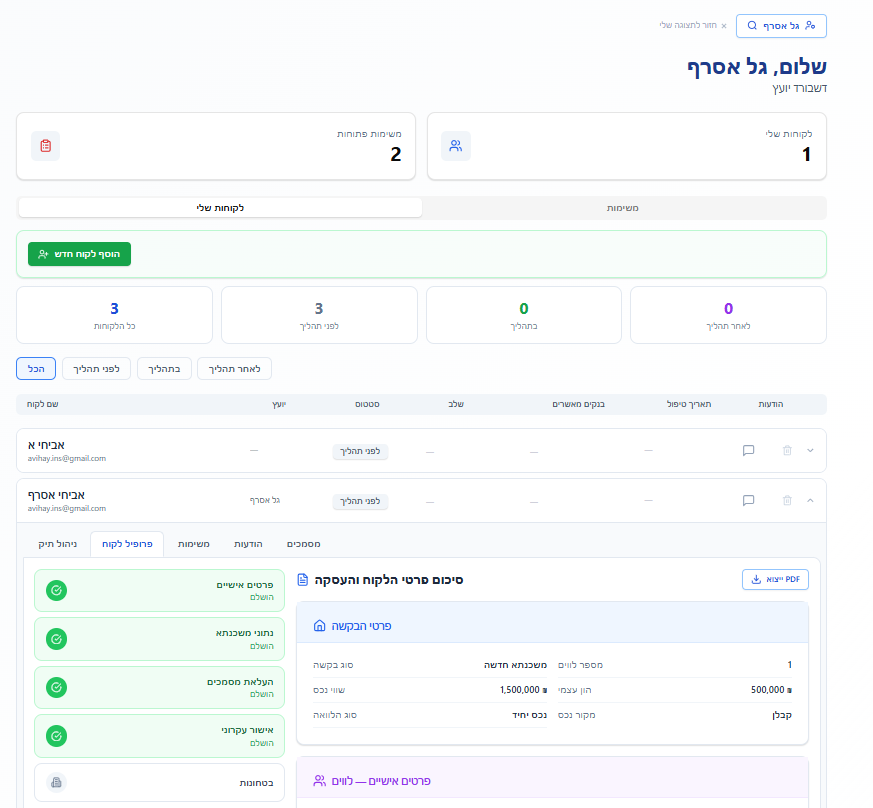 גל אסרף
× חזור לתצוגה שלי
שלום, גל אסרף
דשבורד יועץ
לקוחות שלי
1
משימות פתוחות
2
משימות
לקוחות שלי
הוסף לקוח חדש
3
כל הלקוחות
3
לפני תהליך
0
בתהליך
0
לאחר תהליך
הכל
לפני תהליך
בתהליך
לאחר תהליך
שם לקוח יועץ סטטוס שלב בנקים מאשרים תאריך טיפול הודעות
אביחי א
avihay.ins@gmail.com
— לפני תהליך — — —
אביחי אסרף
avihay.ins@gmail.com
גל אסרף לפני תהליך — — —
ניהול תיק פרופיל לקוח משימות הודעות מסמכים
פרטים אישיים
הושלם
נתוני משכנתא
הושלם
העלאת מסמכים
הושלם
אישור עקרוני
הושלם
בטחונות
סיכום פרטי הלקוח והעסקה
ייצוא PDF
פרטי הבקשה
סוג בקשה משכנתא חדשה
מספר לווים 1
שווי נכס 1,500,000 ₪
הון עצמי 500,000 ₪
סוג הלוואה נכס יחיד
מקור נכס קבלן
פרטים אישיים — לווים